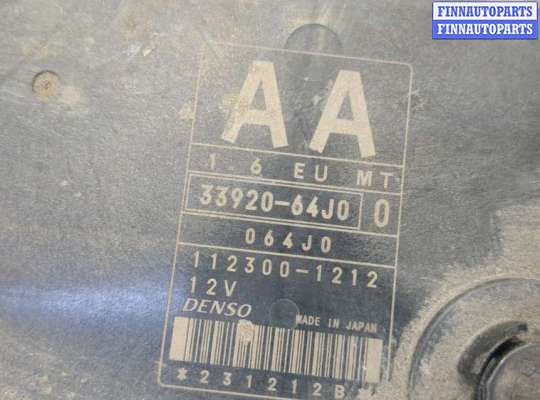 FINNAUTOPARTS
FINNAUTOPARTS
AA
1.6 EU MT
33920-64J0 0
064J0
112300-1212
12V
DENSO MADE IN JAPAN
*231212B*